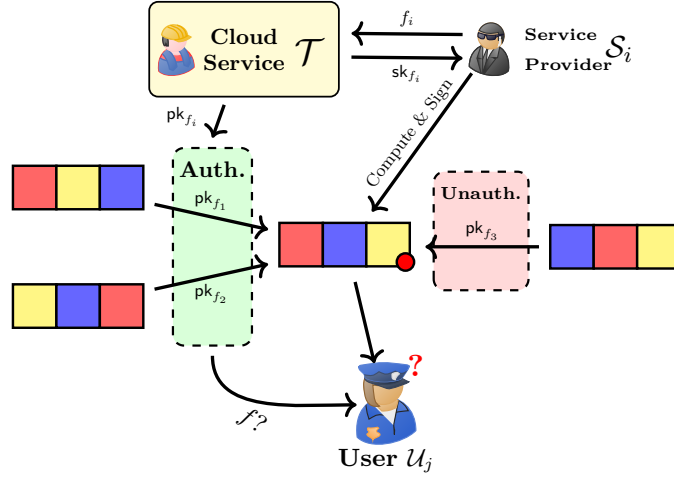 Cloud
Service 𝒯
f_i
sk_{f_i}
Service
Provider 𝒮_i
pk_{f_i}
Compute & Sign
Auth.
pk_{f_1}
pk_{f_2}
Unauth.
pk_{f_3}
?
f?
User 𝒰_j